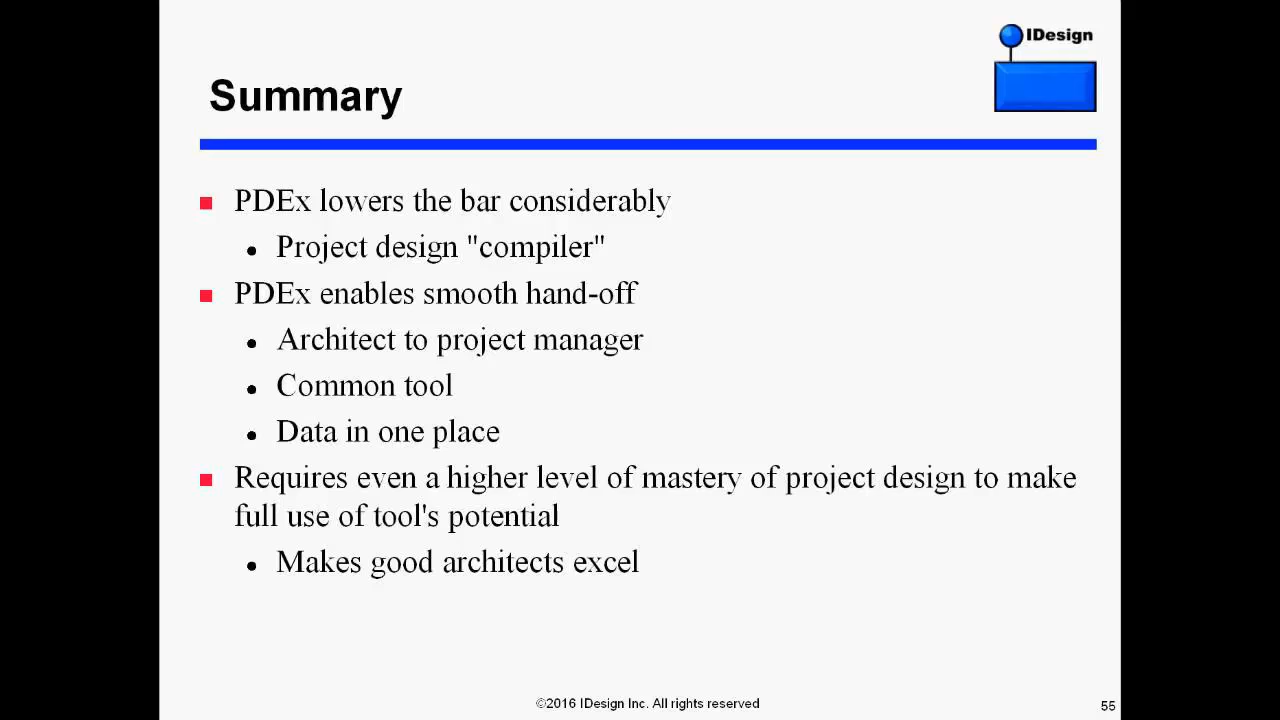 IDesign
Summary
PDEx lowers the bar considerably
Project design "compiler"
PDEx enables smooth hand-off
Architect to project manager
Common tool
Data in one place
Requires even a higher level of mastery of project design to make
full use of tool's potential
Makes good architects excel
©2016 IDesign Inc. All rights reserved
55